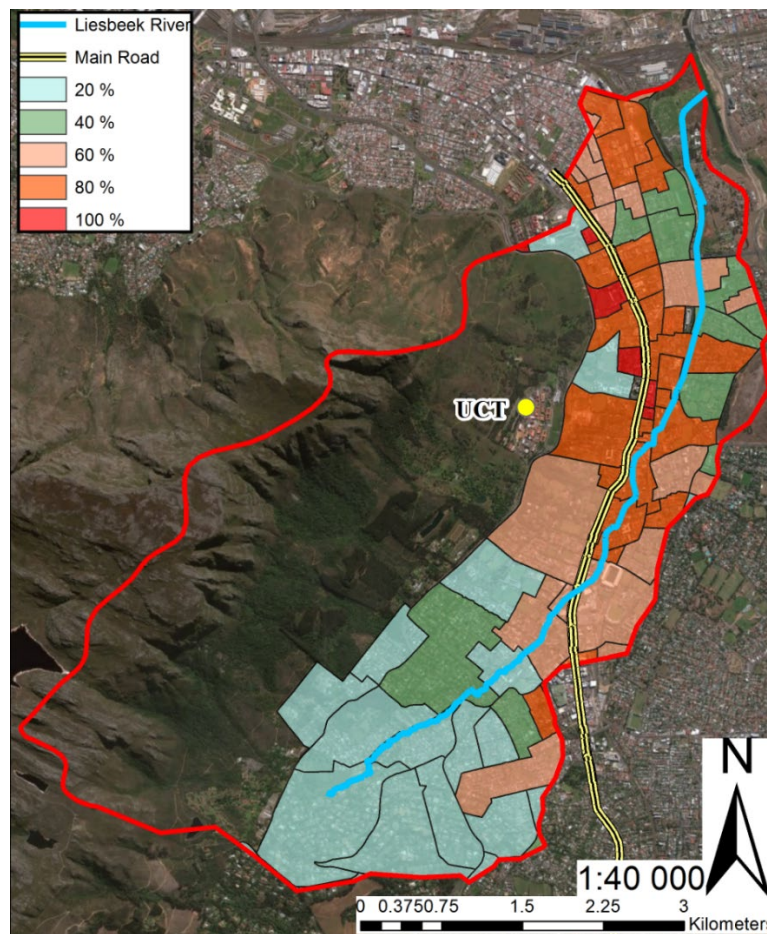 Liesbeek River
Main Road
20 %
40 %
60 %
80 %
100 %
UCT
N
1:40 000
0 0.3750.75 1.5 2.25 3
Kilometers